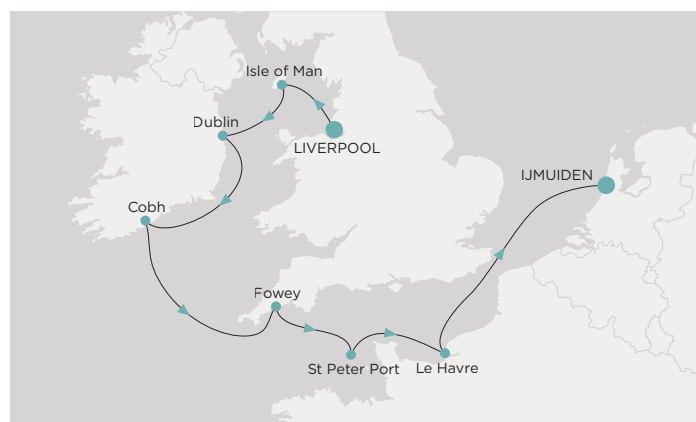 Isle of Man
Dublin
LIVERPOOL
IJMUIDEN
Cobh
Fowey
St Peter Port
Le Havre